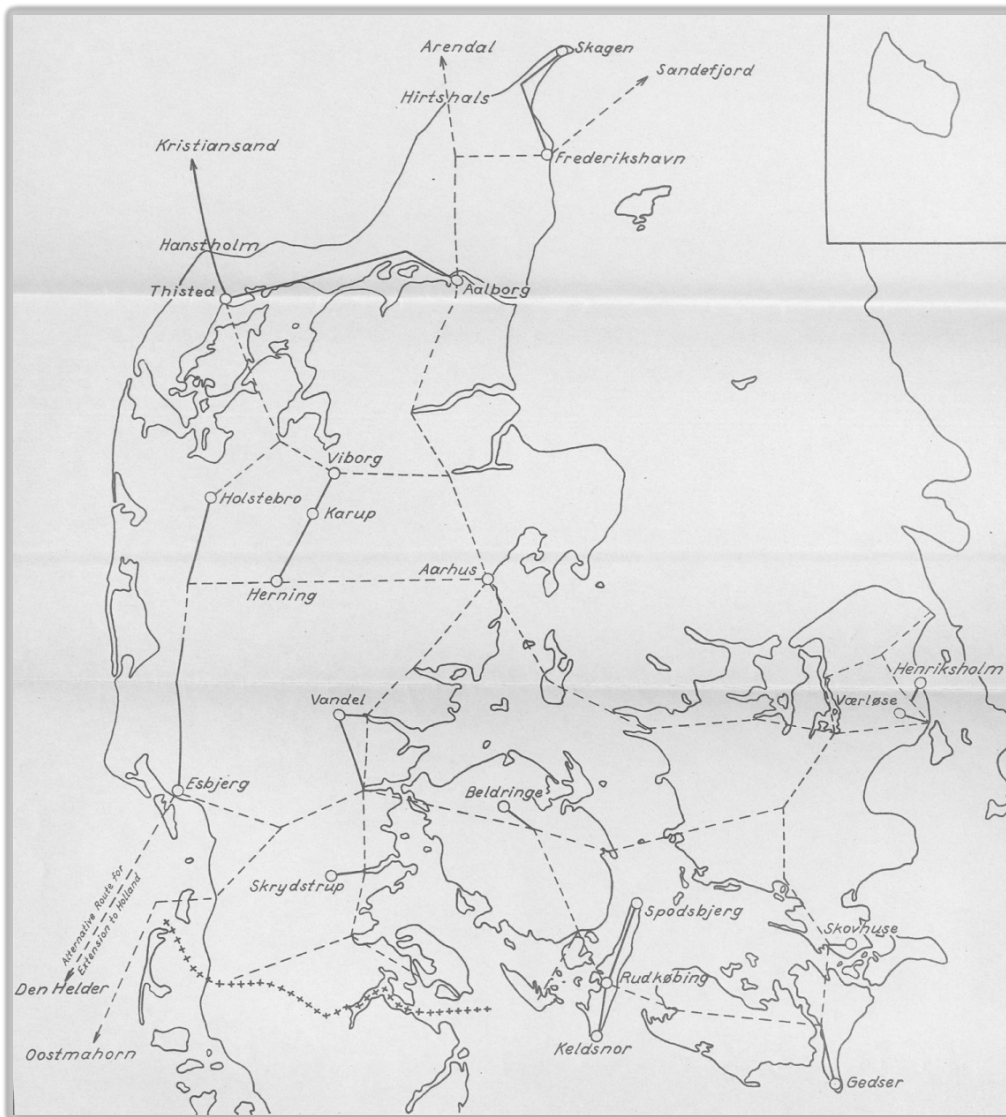 Arendal
Skagen
Sandefjord
Hirtshals
Kristiansand
Frederikshavn
Hanstholm
Thisted
Aalborg
Viborg
Holstebro
Karup
Aarhus
Herning
Henriksholm
Vandel
Værløse
Esbjerg
Beldringe
Skrydstrup
Alternative Route for
Extension to Holland
Spodsbjerg
Skovhuse
Den Helder
Rudkøbing
Keldsnor
Oostmahorn
Gedser